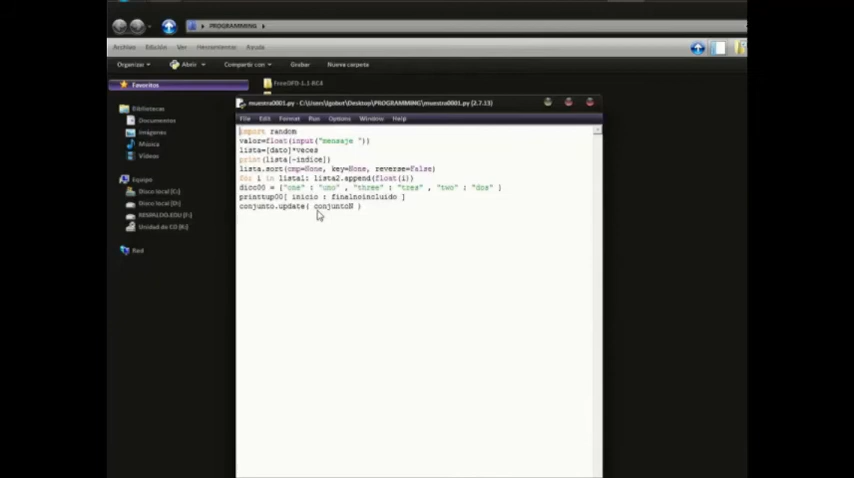 PROGRAMMING
Archivo Edición Ver Herramientas Ayuda
Organizar Abrir Compartir con Grabar Nueva carpeta
Favoritos
Bibliotecas
Documentos
Imágenes
Música
Vídeos
Equipo
Disco local (C:)
Disco local (D:)
RESPALDO.EDU (F:)
Unidad de CD (R:)
Red
muestra0001.py - C:\Users\Igobot\Desktop\PROGRAMMING\muestra0001.py (2.7.13)
File Edit Format Run Options Window Help
import random
valor=float(input("mensaje "))
lista=[dato]*veces
print(lista[-indice])
lista.sort(cmp=None, key=None, reverse=False)
for i in lista1: lista2.append(float(i))
dicc00 = {"one" : "uno" , "three" : "tres" , "two" : "dos" }
printtup00[ inicio : finalnoincluido ]
conjunto.update( conjuntoN )